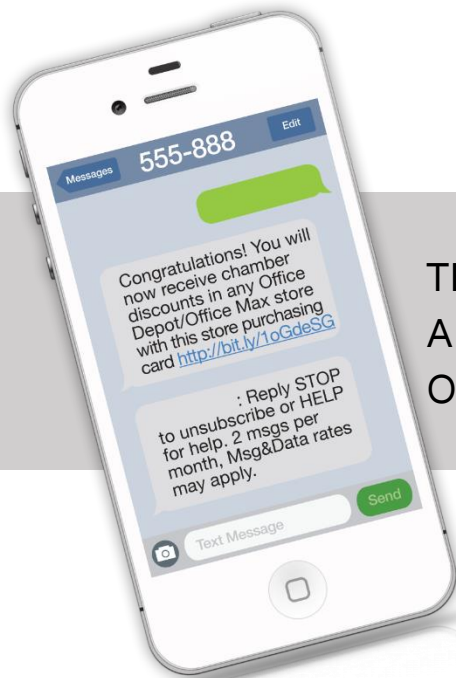 Messages
555-888
Edit
Congratulations! You will
now receive chamber
discounts in any Office
Depot/Office Max store
with this store purchasing
card http://bit.ly/1oGdeSG
: Reply STOP
to unsubscribe or HELP
for help. 2 msgs per
month, Msg&Data rates
may apply.
Text Message
Send
A
O